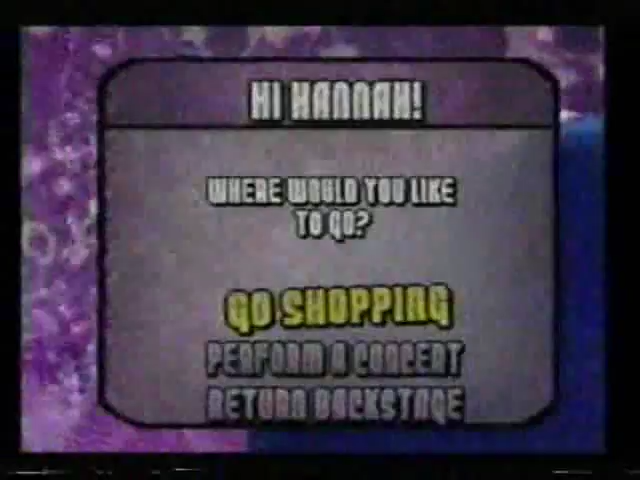 HI HANNAH!
WHERE WOULD YOU LIKE
TO GO?
GO SHOPPING
PERFORM A CONCERT
RETURN BACKSTAGE